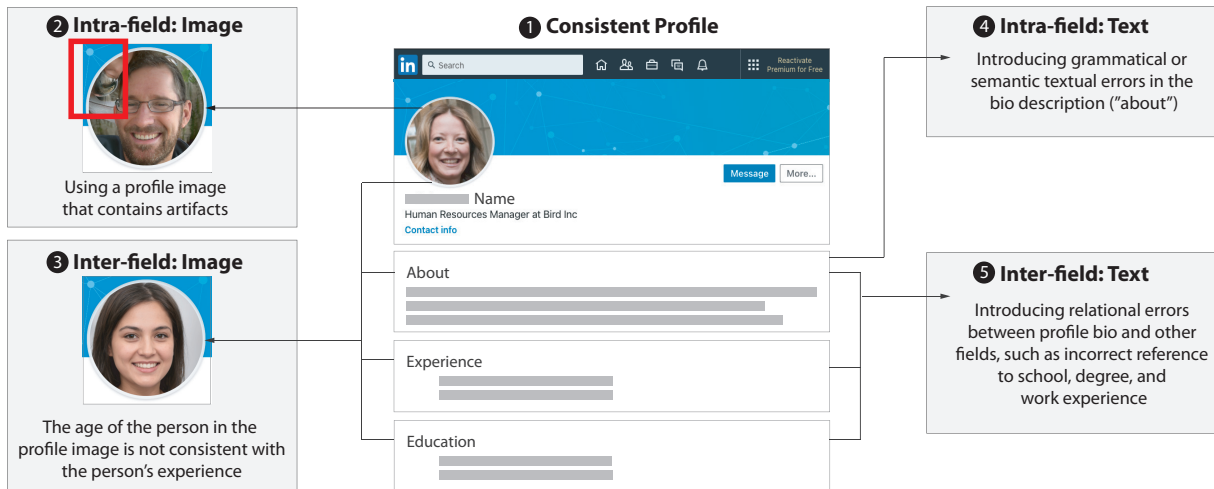 2 Intra-field: Image
Using a profile image
that contains artifacts
3 Inter-field: Image
The age of the person in the
profile image is not consistent with
the person's experience
1 Consistent Profile
in
Search
Reactivate
Premium for Free
Message
More...
Name
Human Resources Manager at Bird Inc
Contact info
About
Experience
Education
4 Intra-field: Text
Introducing grammatical or
semantic textual errors in the
bio description ("about")
5 Inter-field: Text
Introducing relational errors
between profile bio and other
fields, such as incorrect reference
to school, degree, and
work experience